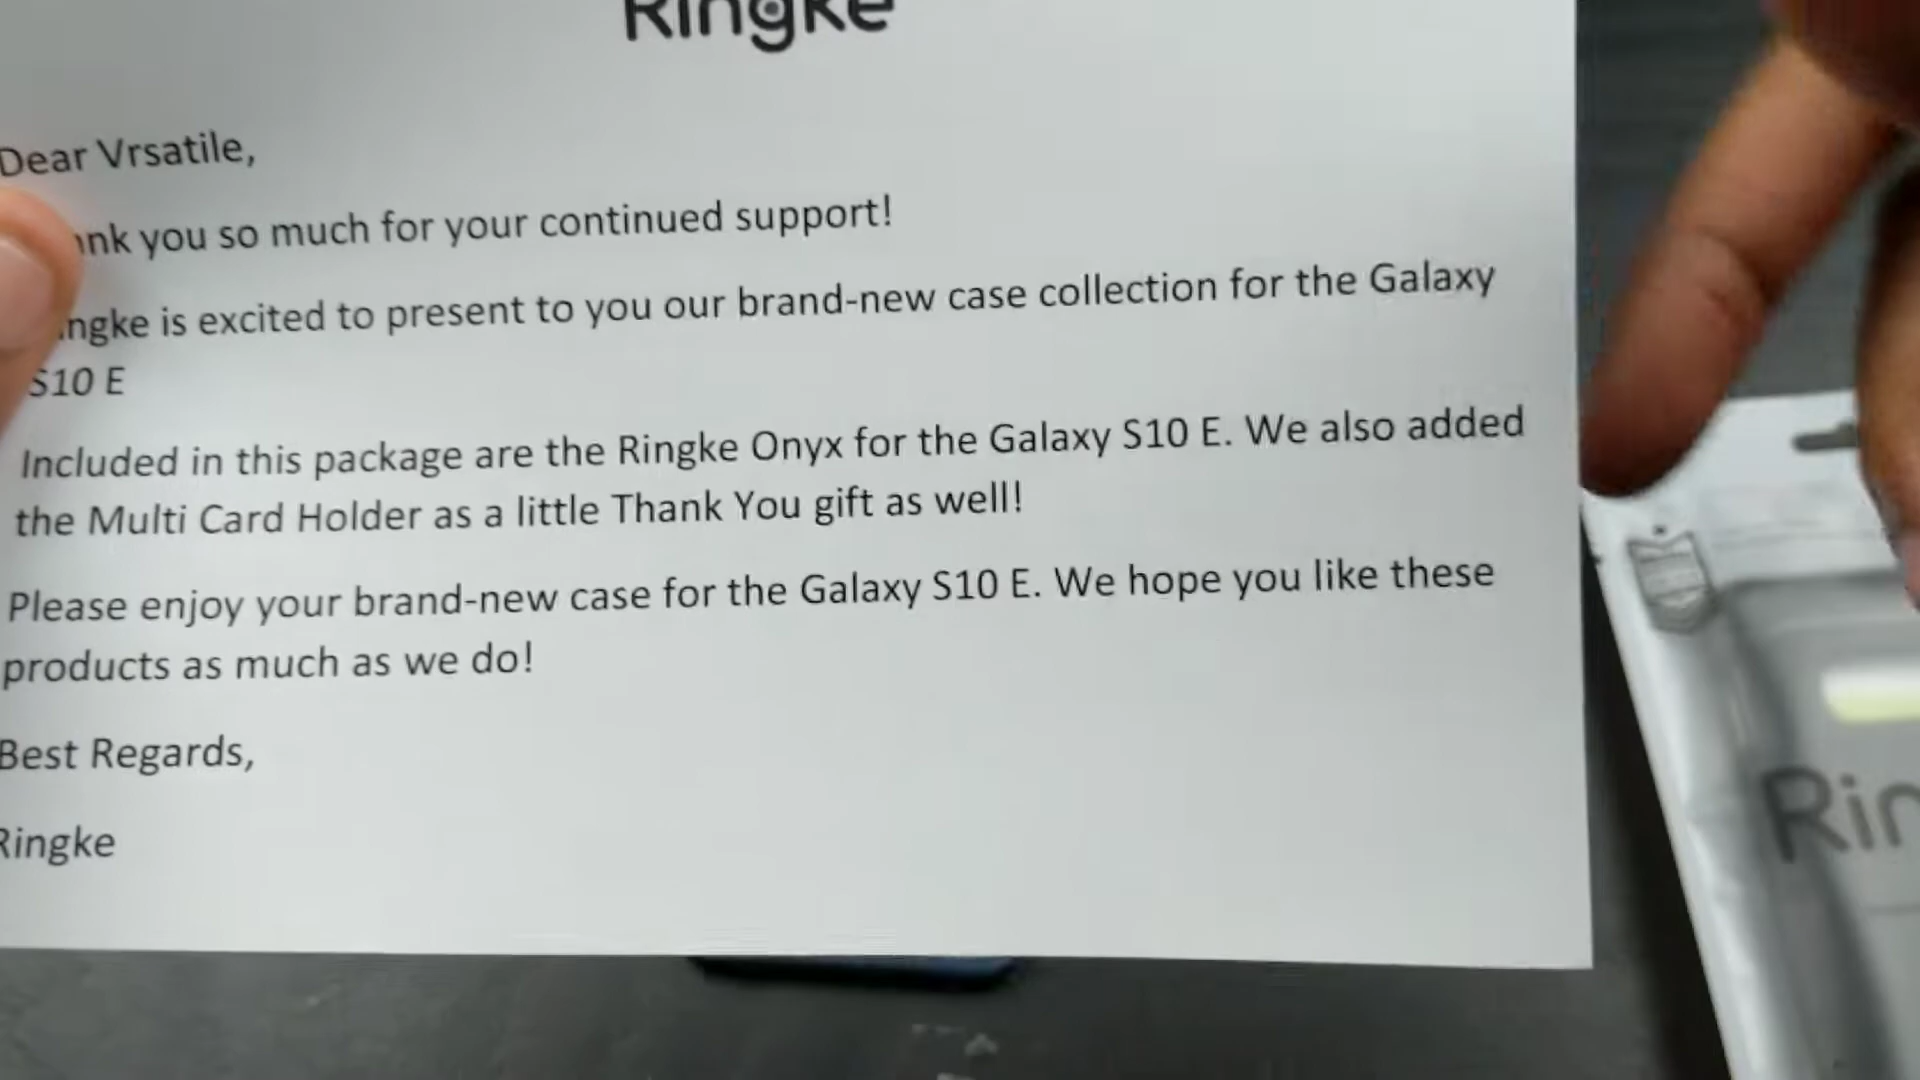 Ringke
Dear Vrsatile,
ank you so much for your continued support!
ingke is excited to present to you our brand-new case collection for the Galaxy
S10 E
Included in this package are the Ringke Onyx for the Galaxy S10 E. We also added
the Multi Card Holder as a little Thank You gift as well!
Please enjoy your brand-new case for the Galaxy S10 E. We hope you like these
products as much as we do!
Best Regards,
Ringke
Rin